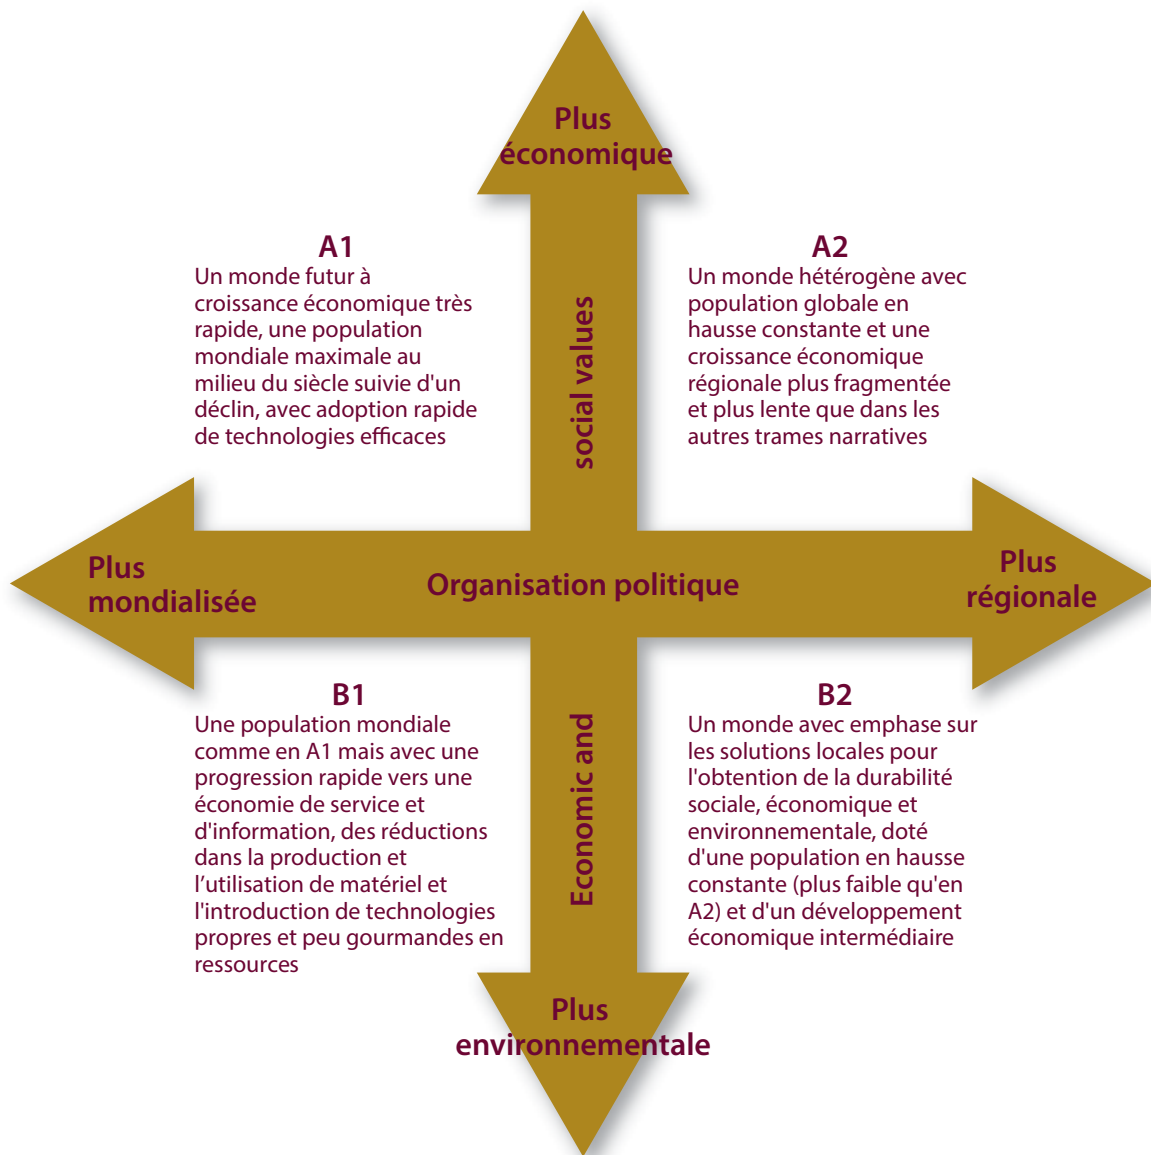 Plus
économique
A1
Un monde futur à
croissance économique très
rapide, une population
mondiale maximale au
milieu du siècle suivie d'un
déclin, avec adoption rapide
de technologies efficaces
A2
Un monde hétérogène avec
population globale en
hausse constante et une
croissance économique
régionale plus fragmentée
et plus lente que dans les
autres trames narratives
Economic and
social values
Plus
mondialisée
Organisation politique
Plus
régionale
B1
Une population mondiale
comme en A1 mais avec une
progression rapide vers une
économie de service et
d'information, des réductions
dans la production et
l’utilisation de matériel et
l'introduction de technologies
propres et peu gourmandes en
ressources
B2
Un monde avec emphase sur
les solutions locales pour
l'obtention de la durabilité
sociale, économique et
environnementale, doté
d'une population en hausse
constante (plus faible qu'en
A2) et d'un développement
économique intermédiaire
Plus
environnementale